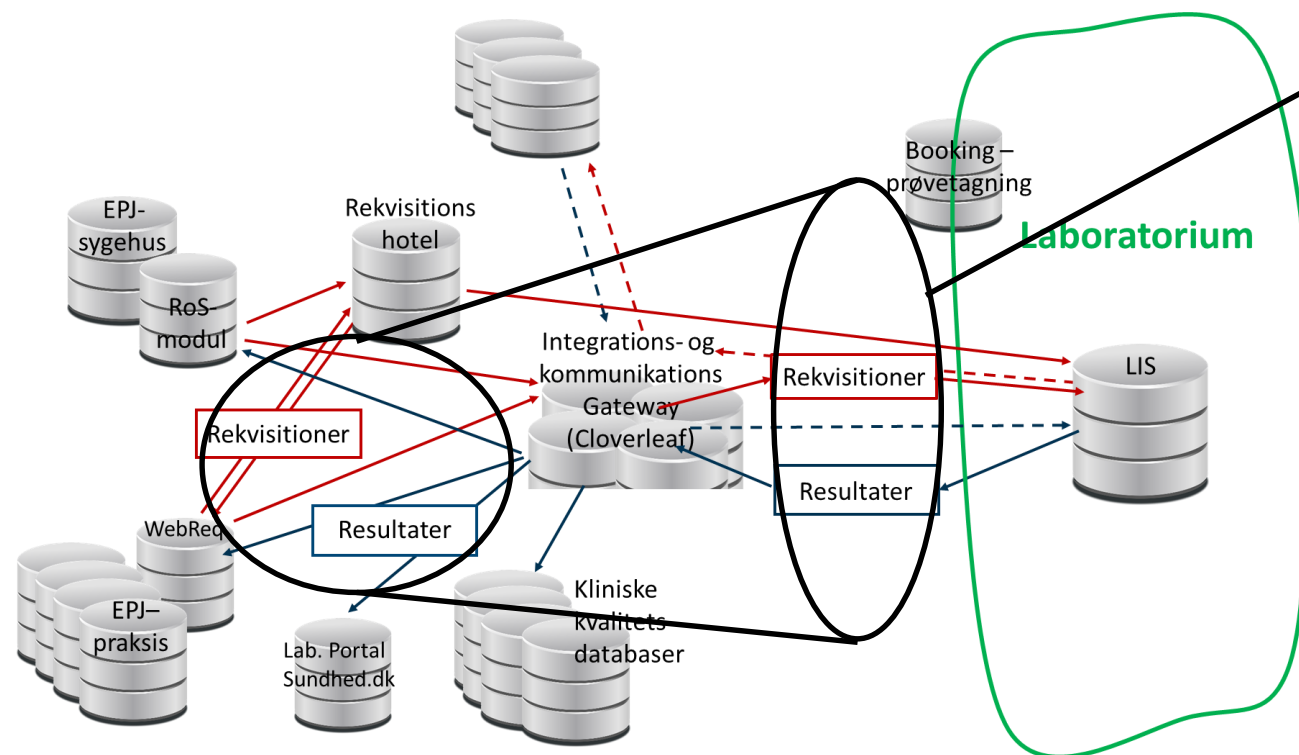 Booking –
prøvetagning
Laboratorium
EPJ-
sygehus
Rekvisitions
hotel
RoS-
modul
Integrations- og
kommunikations
Gateway
(Cloverleaf)
Rekvisitioner
LIS
Rekvisitioner
Resultater
WebReq
Resultater
EPJ–
praksis
Lab. Portal
Sundhed.dk
Kliniske
kvalitets
databaser